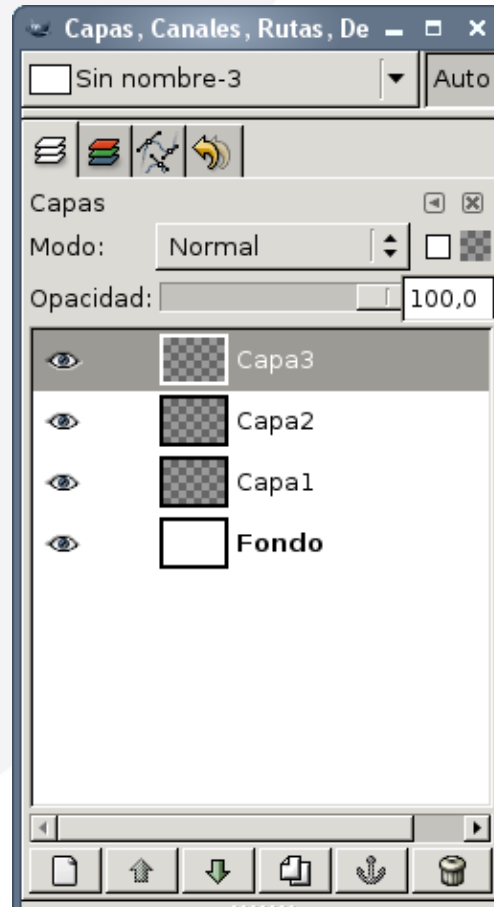 Capas, Canales, Rutas, De
Sin nombre-3
Auto
Capas
Modo: Normal
Opacidad: 100,0
Capa3
Capa2
Capa1
Fondo